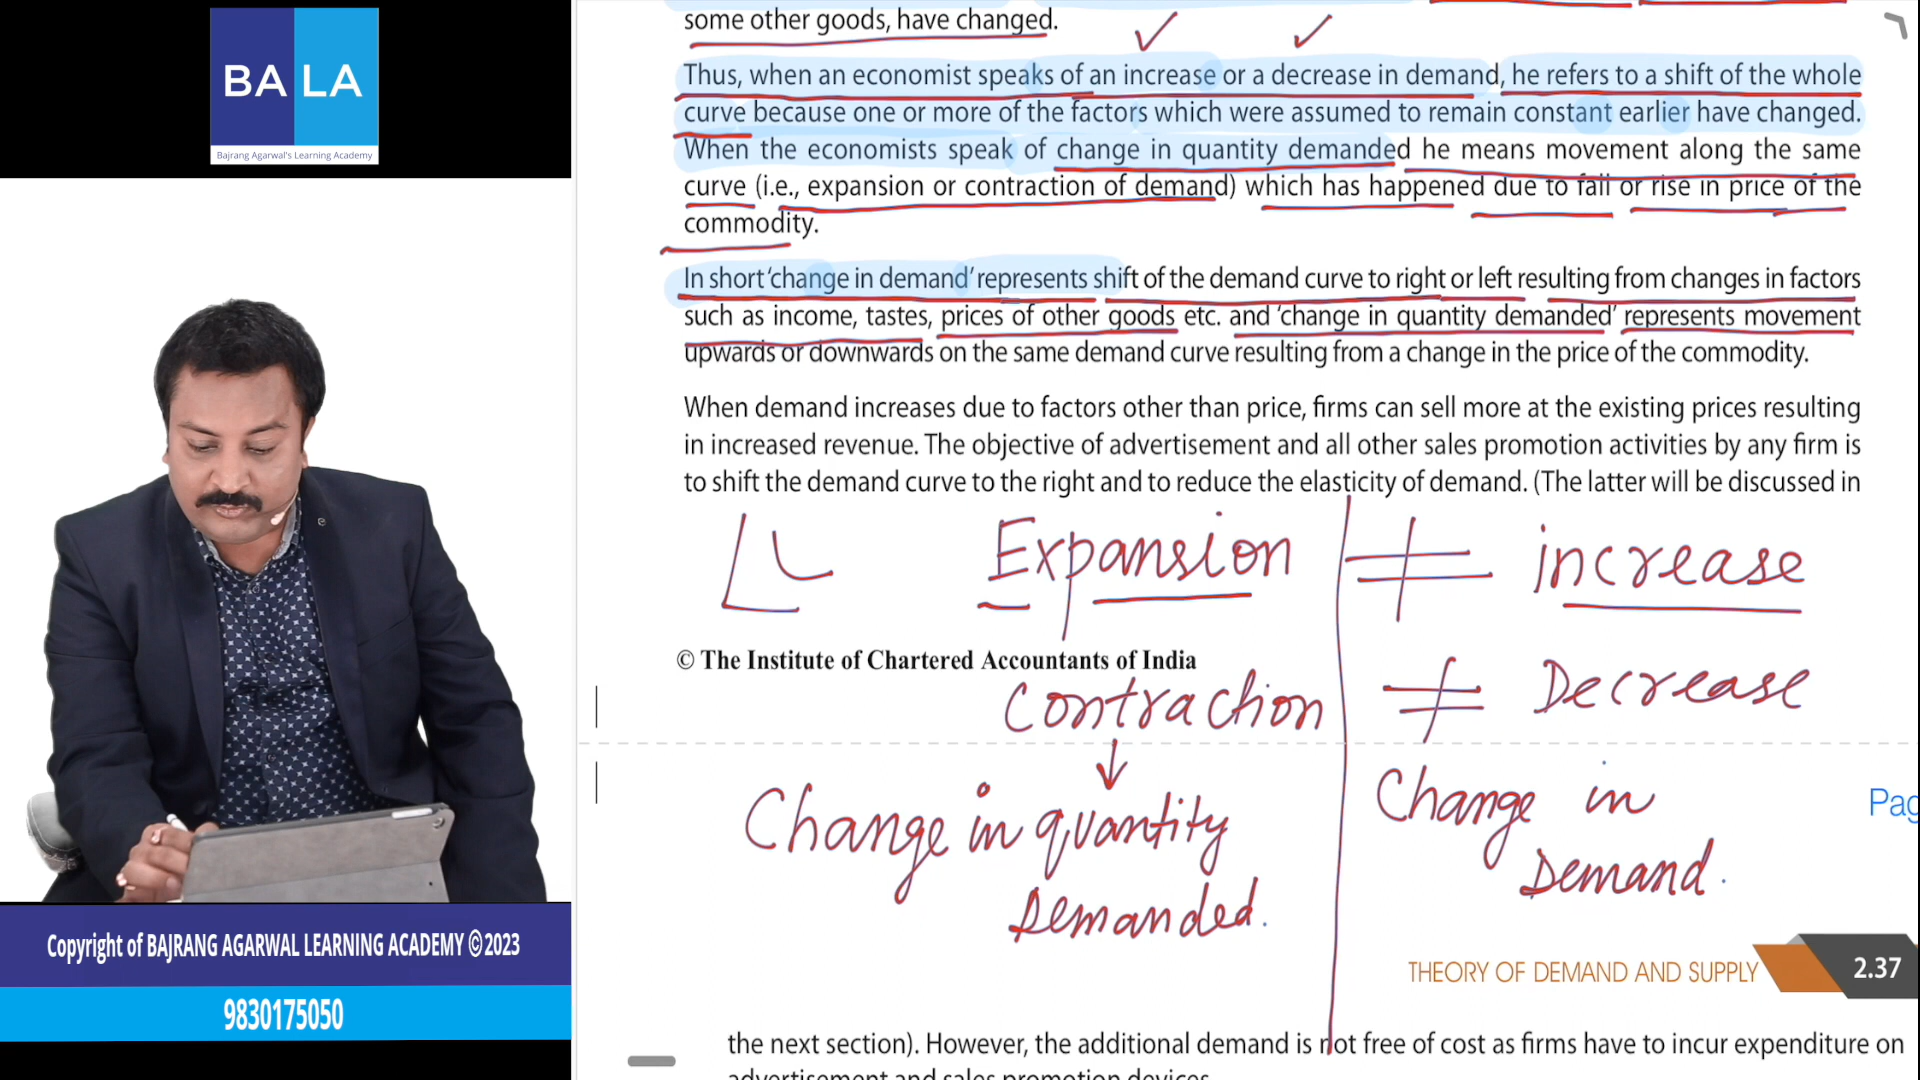 BA LA
Bajrang Agarwal's Learning Academy
some other goods, have changed.
Thus, when an economist speaks of an increase or a decrease in demand, he refers to a shift of the whole
curve because one or more of the factors which were assumed to remain constant earlier have changed.
When the economists speak of change in quantity demanded he means movement along the same
curve (i.e., expansion or contraction of demand) which has happened due to fall or rise in price of the
commodity.
In short ‘change in demand’ represents shift of the demand curve to right or left resulting from changes in factors
such as income, tastes, prices of other goods etc. and ‘change in quantity demanded’ represents movement
upwards or downwards on the same demand curve resulting from a change in the price of the commodity.
When demand increases due to factors other than price, firms can sell more at the existing prices resulting
in increased revenue. The objective of advertisement and all other sales promotion activities by any firm is
to shift the demand curve to the right and to reduce the elasticity of demand. (The latter will be discussed in
Expansion ≠ increase
© The Institute of Chartered Accountants of India
Contraction ≠ Decrease
Change in quantity
Demanded.
Change in
Demand.
Pag
THEORY OF DEMAND AND SUPPLY 2.37
the next section). However, the additional demand is not free of cost as firms have to incur expenditure on
advertisement and sales promotion devices.
Copyright of BAJRANG AGARWAL LEARNING ACADEMY © 2023
9830175050